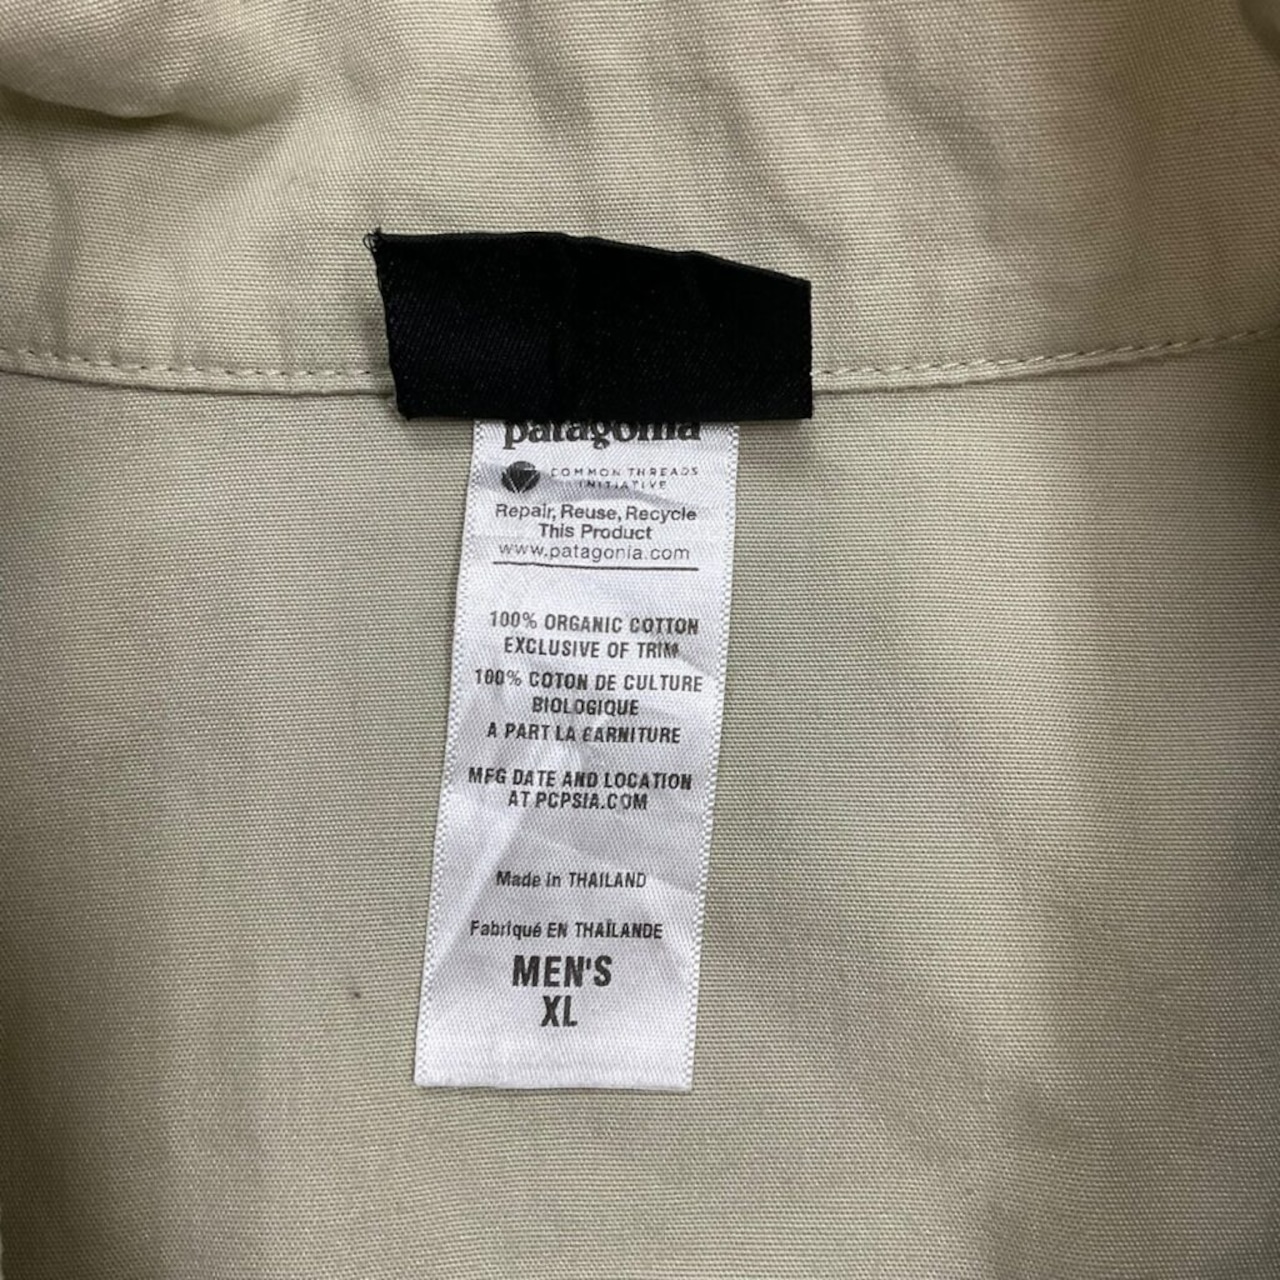 patagonia
COMMON THREADS
INITIATIVE
Repair, Reuse, Recycle
This Product
www.patagonia.com
100% ORGANIC COTTON
EXCLUSIVE OF TRIM
100% COTON DE CULTURE
BIOLOGIQUE
A PART LA GARNITURE
MFG DATE AND LOCATION
AT PCPSIA.COM
Made in THAILAND
Fabriqué EN THAÏLANDE
MEN'S
XL